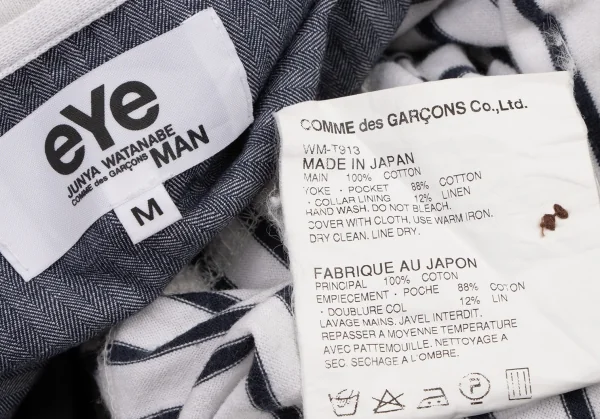 eYe
JUNYA WATANABE
COMME des GARÇONS MAN
M
COMME des GARÇONS Co., Ltd.
WM-T913
MADE IN JAPAN
MAIN 100% COTTON
YOKE · POCKET 88% COTTON
· COLLAR LINING 12% LINEN
HAND WASH. DO NOT BLEACH.
COVER WITH CLOTH. USE WARM IRON.
DRY CLEAN. LINE DRY.
FABRIQUE AU JAPON
PRINCIPAL 100% COTTON
EMPIECEMENT · POCHE 88% COTON
· DOUBLURE COL 12% LIN
LAVAGE MAINS. JAVEL INTERDIT.
REPASSER A MOYENNE TEMPERATURE
AVEC PATTEMOUILLE. NETTOYAGE A
SEC. SECHAGE A L'OMBRE.
P